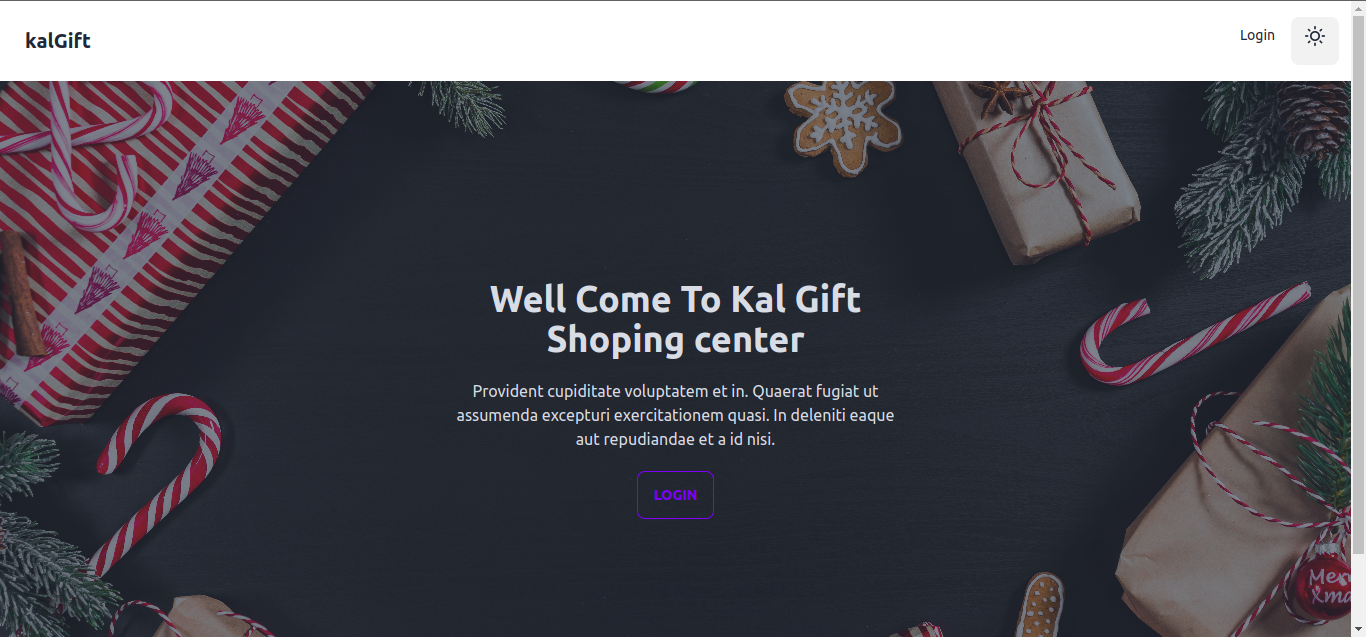 kalGift
Login
Well Come To Kal Gift
Shoping center
Provident cupiditate voluptatem et in. Quaerat fugiat ut
assumenda excepturi exercitationem quasi. In deleniti eaque
aut repudiandae et a id nisi.
LOGIN